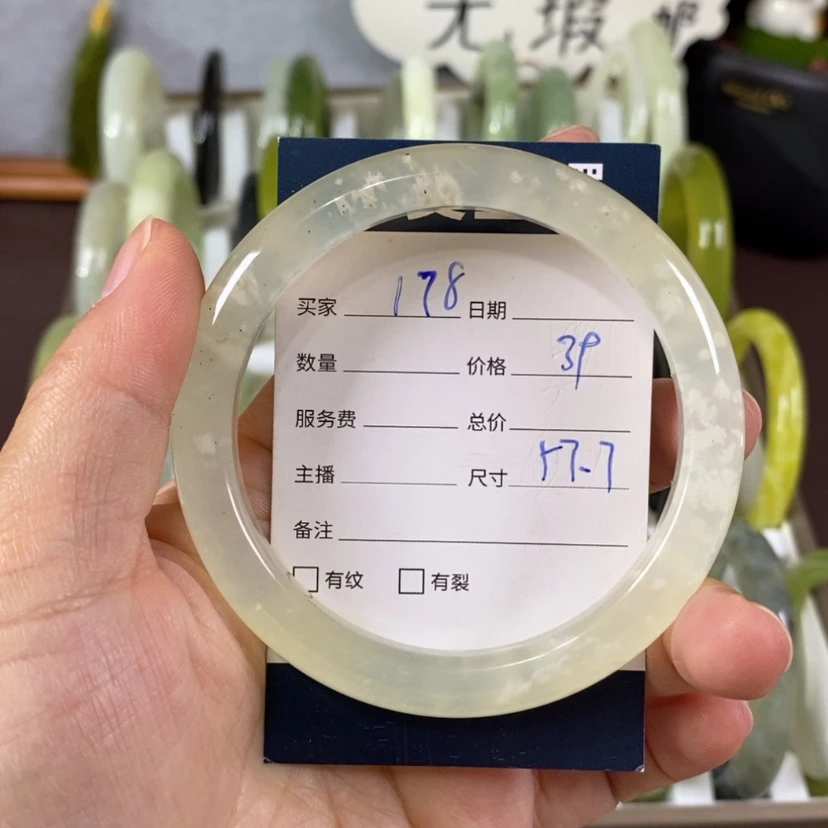 无瑕
买家 178 日期
数量 价格 39
服务费 总价
主播 尺寸 57-7
备注
有纹 有裂